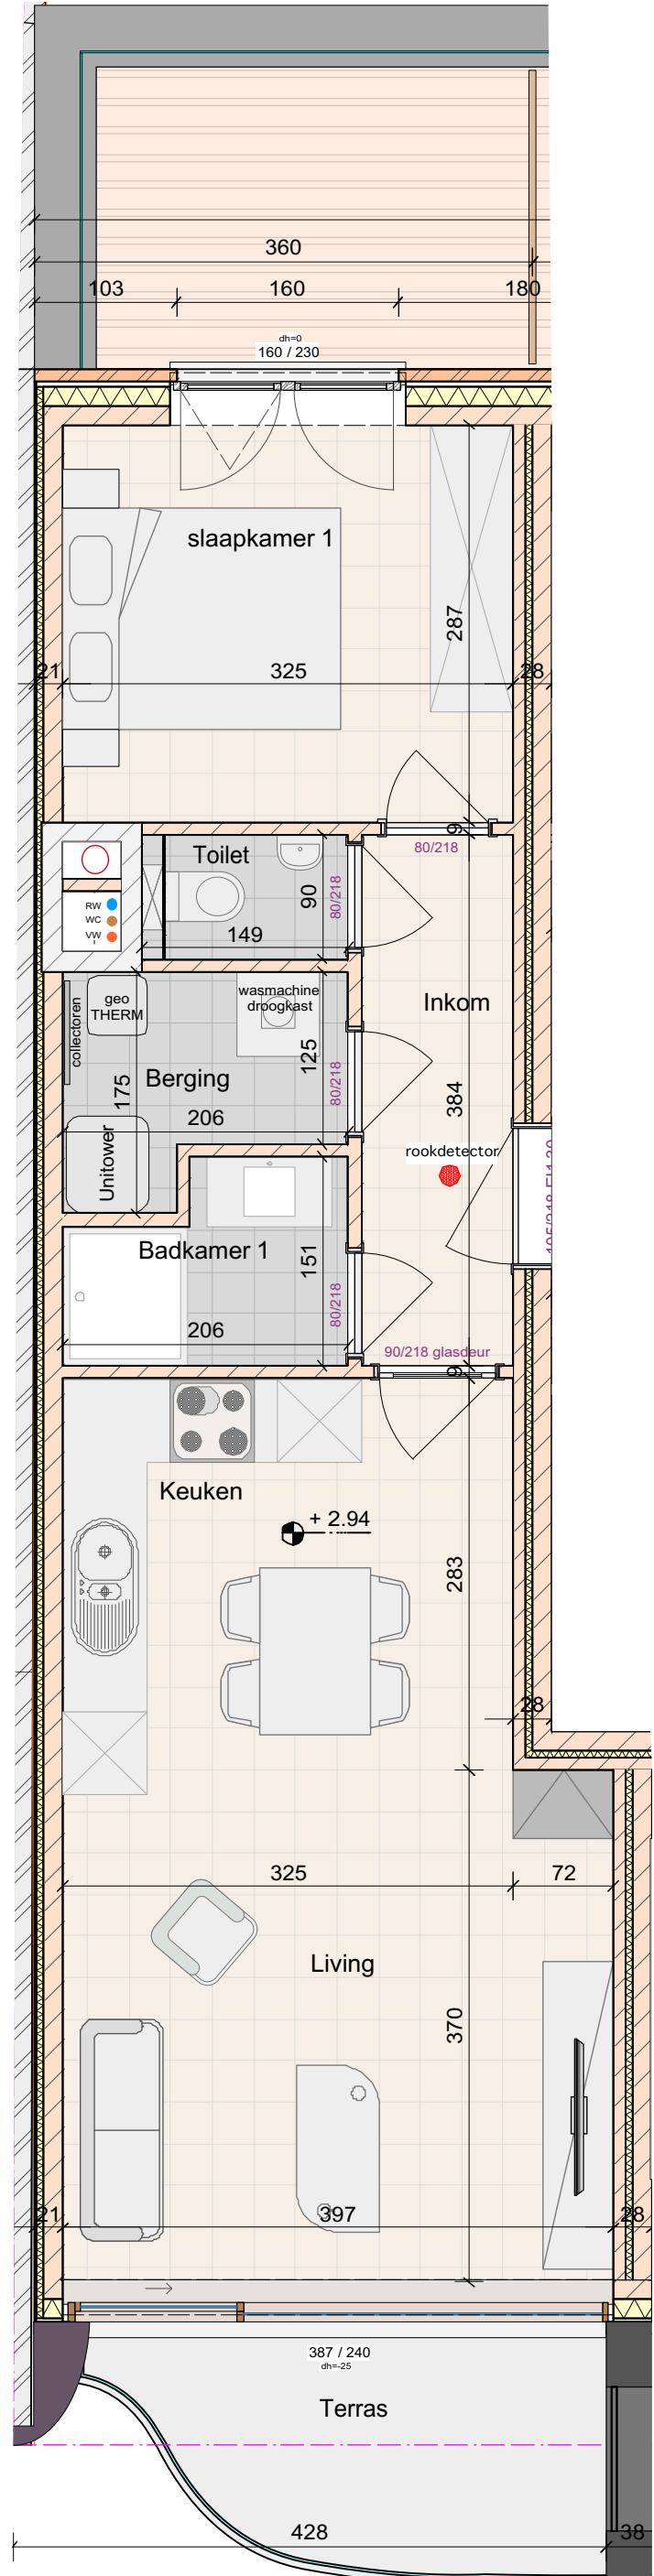 360
103
160
180
dh=0
160 / 230
slaapkamer 1
287
21
325
28
9
80/218
Toilet
90
80/218
149
RW
WC
VW
geo
THERM
wasmachine
droogkast
collectoren
Inkom
125
80/218
Berging
175
384
206
Unitower
rookdetector
Badkamer 1
151
80/218
206
90/218 glasdeur
9
Keuken
+ 2.94
283
28
325
72
Living
370
21
397
28
387 / 240
dh=-25
Terras
428
38